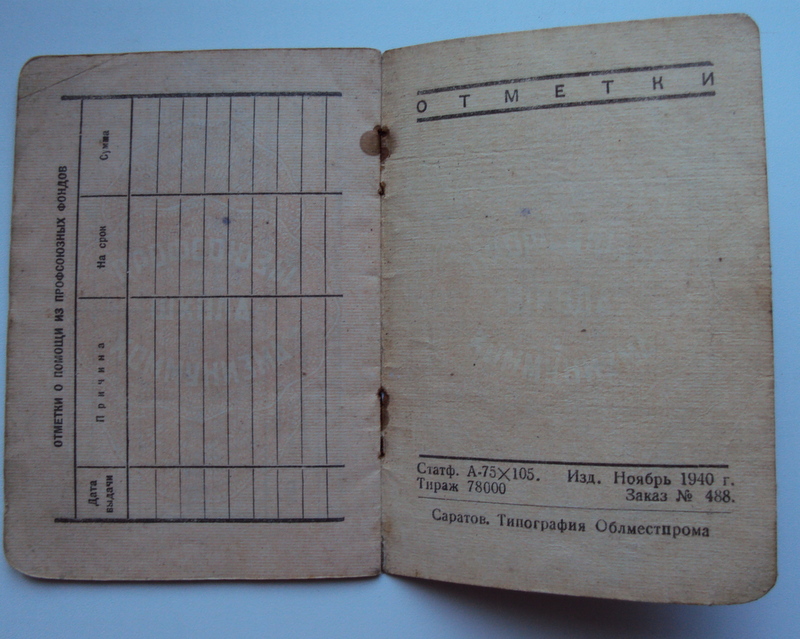 ОТМЕТКИ О ПОМОЩИ ИЗ ПРОФСОЮЗНЫХ ФОНДОВ
Дата
выдачи
Причина
На срок
Сумма
ОТМЕТКИ
Статф. А-75×105. Изд. Ноябрь 1940 г.
Тираж 78000 Заказ № 488.
Саратов. Типография Облместпрома